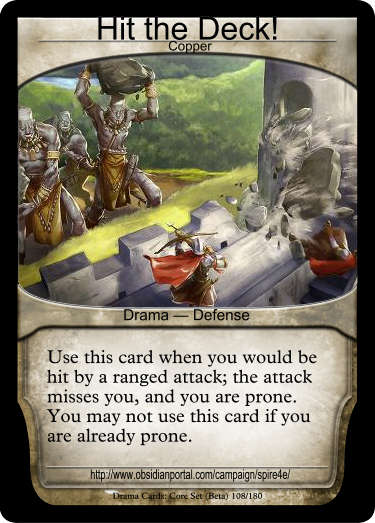 Hit the Deck!
Copper
Drama — Defense
Use this card when you would be
hit by a ranged attack; the attack
misses you, and you are prone.
You may not use this card if you
are already prone.
http://www.obsidianportal.com/campaign/spire4e/
Drama Cards: Core Set (Beta) 108/180